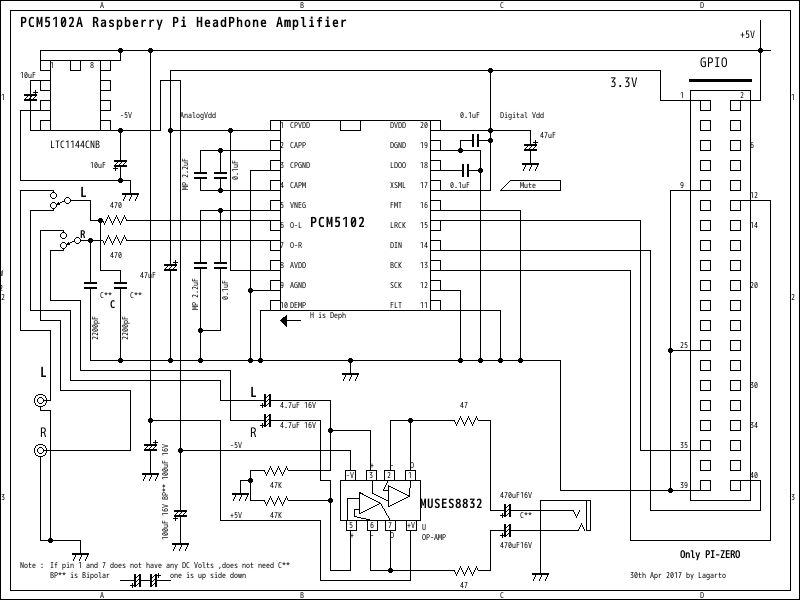 A B C D
PCM5102A Raspberry Pi HeadPhone Amplifier
+5V
GPIO
3.3V
1 8
10uF
LTC1144CNB
-5V
10uF
AnalogVdd
MP 2.2uF
0.1uF
1 CPVDD DVDD 20
2 CAPP DGND 19
3 CPGND LDOO 18
4 CAPM XSML 17
5 VNEG FMT 16
6 O-L LRCK 15
7 O-R DIN 14
8 AVDD BCK 13
9 AGND SCK 12
10 DEMP FLT 11
PCM5102
0.1uF
Digital Vdd
47uF
0.1uF
Mute
1 2
6
9
12
14
20
25
30
34
35
39 40
L
470
R
470
47uF
C** C**
C
2200pF 2200pF
MP 2.2uF
0.1uF
H is Deph
L
R
L
4.7uF 16V
4.7uF 16V
R
-5V
100uF 16V BP** 100uF 16V
47K
47K
+5V
-V 3 2 1
+ - O
5 6 7 +V
+ - O
MUSES8832
U
OP-AMP
47
47
470uF16V
C**
470uF16V
Only PI-ZERO
30th Apr 2017 by Lagarto
Note : If pin 1 and 7 does not have any DC Volts ,does not need C**
BP** is Bipolar one is up side down
A B C D
1 2 3
1 2 3